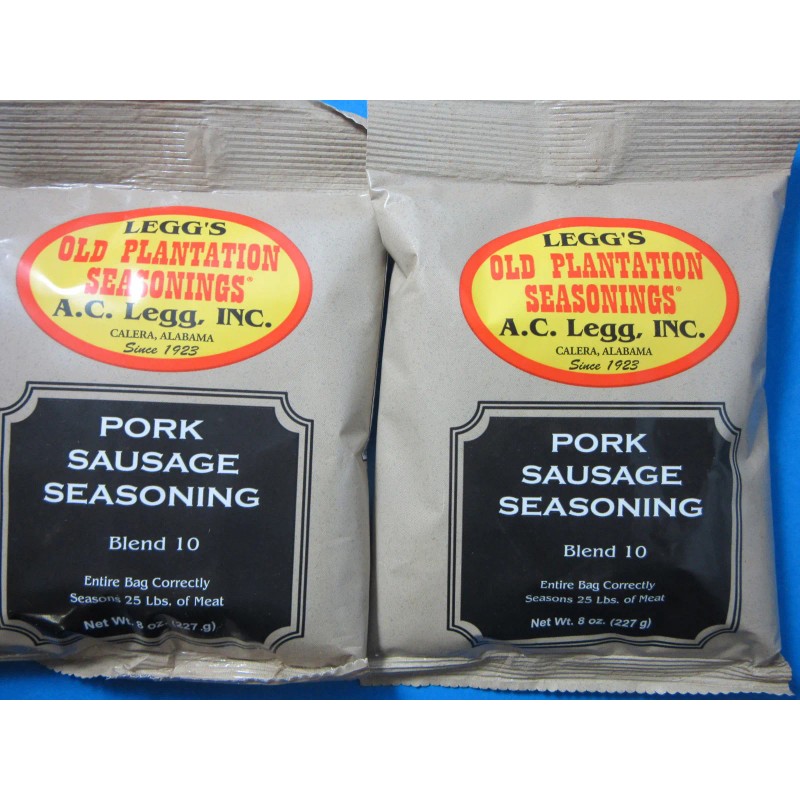 LEGG'S
OLD PLANTATION
SEASONINGS®
A.C. Legg, INC.
CALERA, ALABAMA
Since 1923
PORK
SAUSAGE
SEASONING
Blend 10
Entire Bag Correctly
Seasons 25 Lbs. of Meat
Net Wt. 8 oz. (227 g)
LEGG'S
OLD PLANTATION
SEASONINGS®
A.C. Legg, INC.
CALERA, ALABAMA
Since 1923
PORK
SAUSAGE
SEASONING
Blend 10
Entire Bag Correctly
Seasons 25 Lbs. of Meat
Net Wt. 8 oz. (227 g)